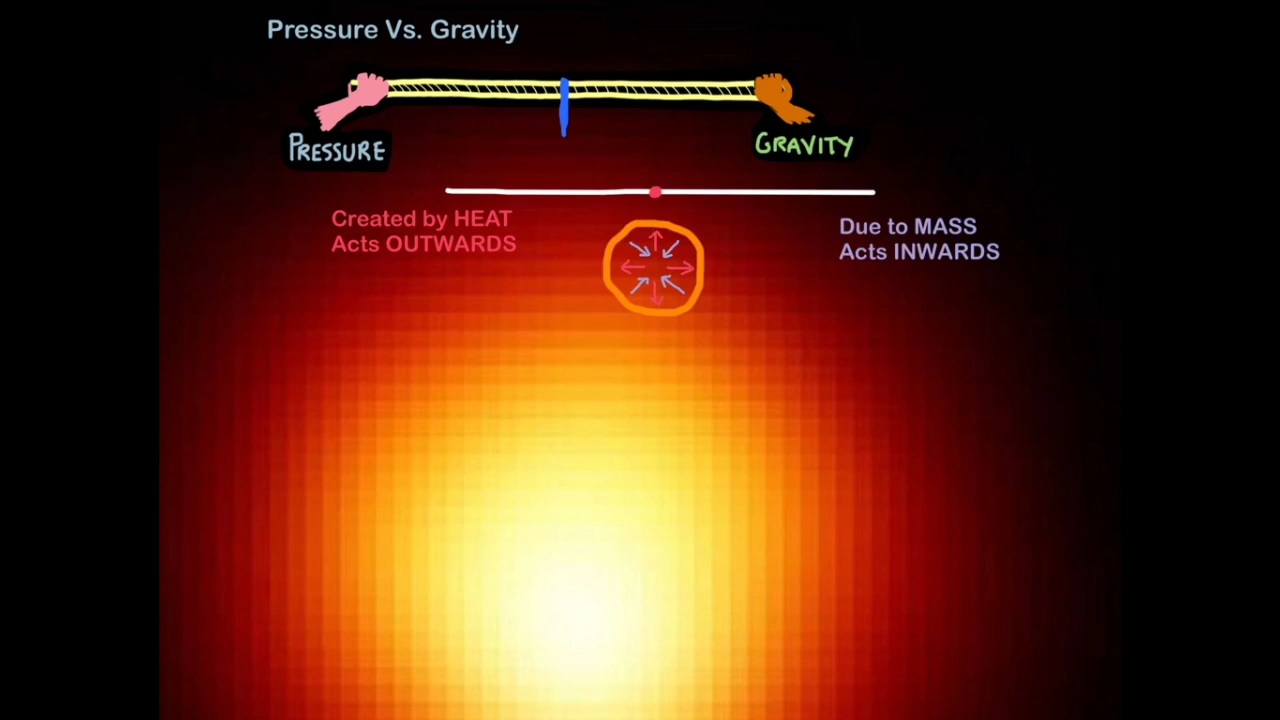 Pressure Vs. Gravity
PRESSURE
GRAVITY
Created by HEAT
Acts OUTWARDS
Due to MASS
Acts INWARDS